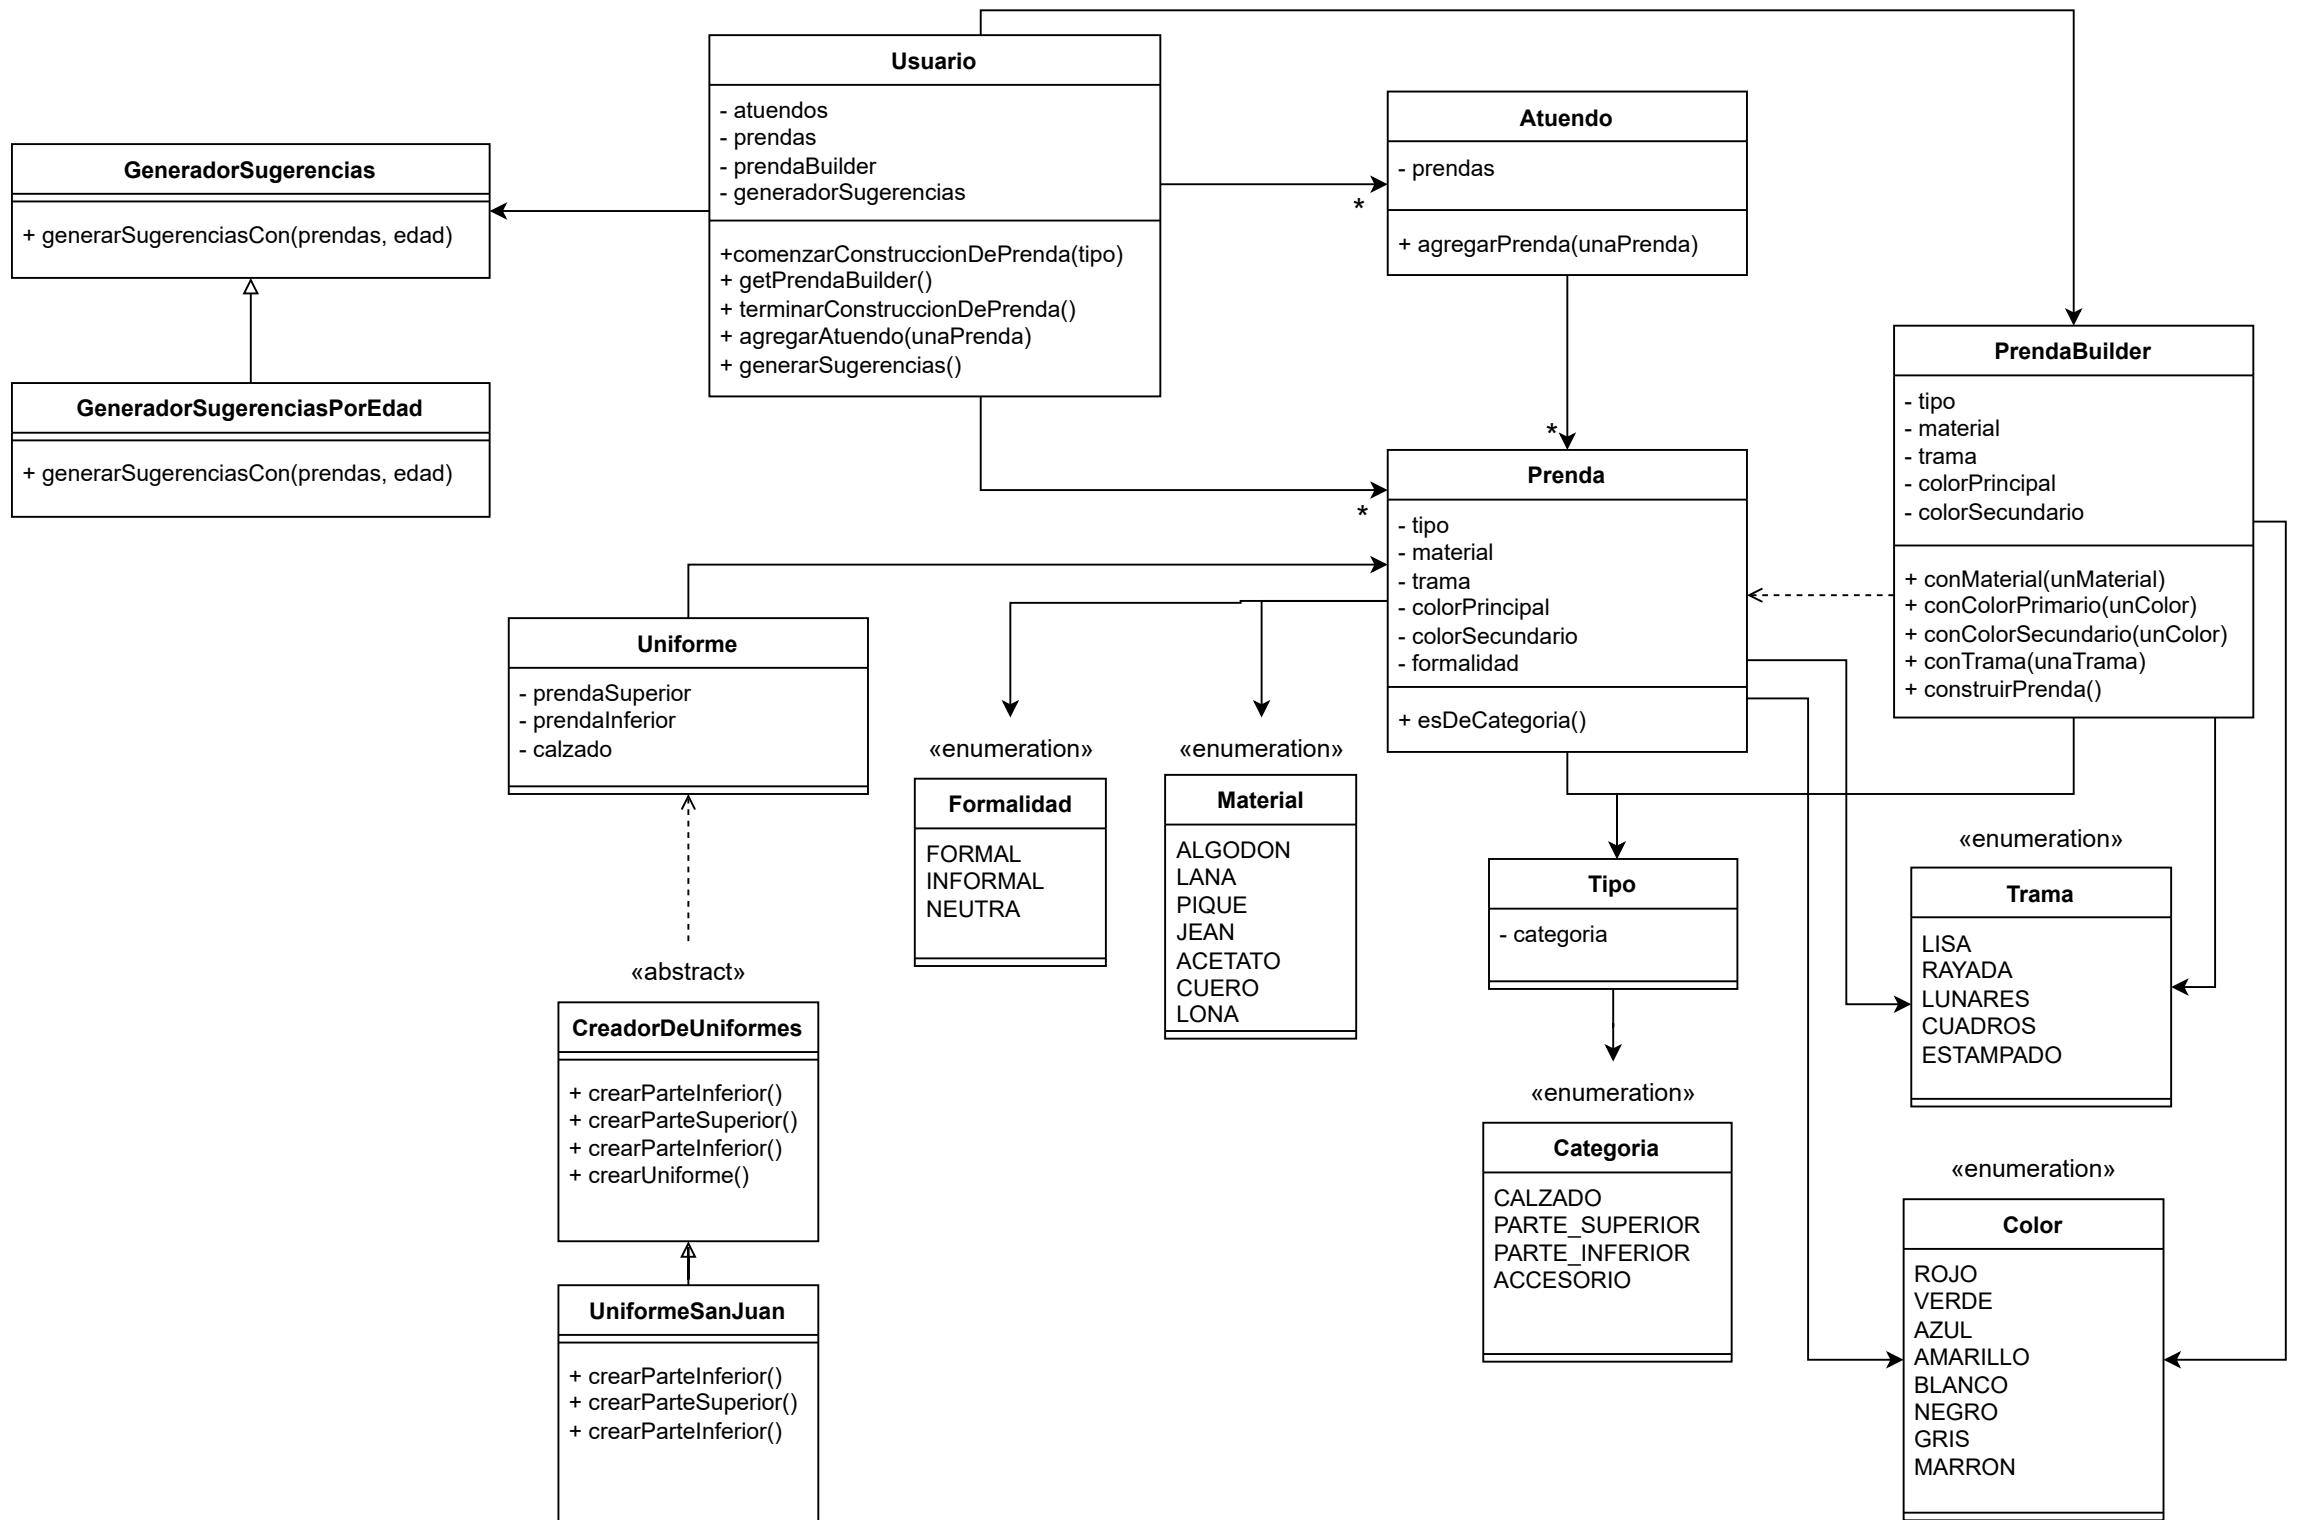 Usuario
- atuendos
- prendas
- prendaBuilder
- generadorSugerencias
+comenzarConstruccionDePrenda(tipo)
+ getPrendaBuilder()
+ terminarConstruccionDePrenda()
+ agregarAtuendo(unaPrenda)
+ generarSugerencias()
Atuendo
- prendas
+ agregarPrenda(unaPrenda)
*
*
*
GeneradorSugerencias
+ generarSugerenciasCon(prendas, edad)
GeneradorSugerenciasPorEdad
+ generarSugerenciasCon(prendas, edad)
PrendaBuilder
- tipo
- material
- trama
- colorPrincipal
- colorSecundario
+ conMaterial(unMaterial)
+ conColorPrimario(unColor)
+ conColorSecundario(unColor)
+ conTrama(unaTrama)
+ construirPrenda()
Prenda
- tipo
- material
- trama
- colorPrincipal
- colorSecundario
- formalidad
+ esDeCategoria()
Uniforme
- prendaSuperior
- prendaInferior
- calzado
«enumeration»
Formalidad
FORMAL
INFORMAL
NEUTRA
«enumeration»
Material
ALGODON
LANA
PIQUE
JEAN
ACETATO
CUERO
LONA
Tipo
- categoria
«enumeration»
Trama
LISA
RAYADA
LUNARES
CUADROS
ESTAMPADO
«abstract»
CreadorDeUniformes
+ crearParteInferior()
+ crearParteSuperior()
+ crearParteInferior()
+ crearUniforme()
«enumeration»
Categoria
CALZADO
PARTE_SUPERIOR
PARTE_INFERIOR
ACCESORIO
«enumeration»
Color
ROJO
VERDE
AZUL
AMARILLO
BLANCO
NEGRO
GRIS
MARRON
UniformeSanJuan
+ crearParteInferior()
+ crearParteSuperior()
+ crearParteInferior()